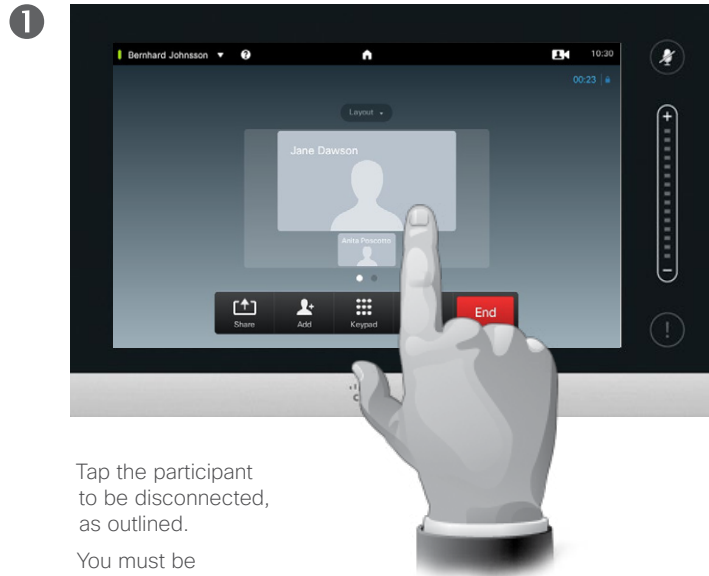 1
Bernhard Johnsson
?
10:30
00:23
Layout
Jane Dawson
+
Anita Peacemo
Share
Add
Keypad
End
−
!
Tap the participant
to be disconnected,
as outlined.
You must be